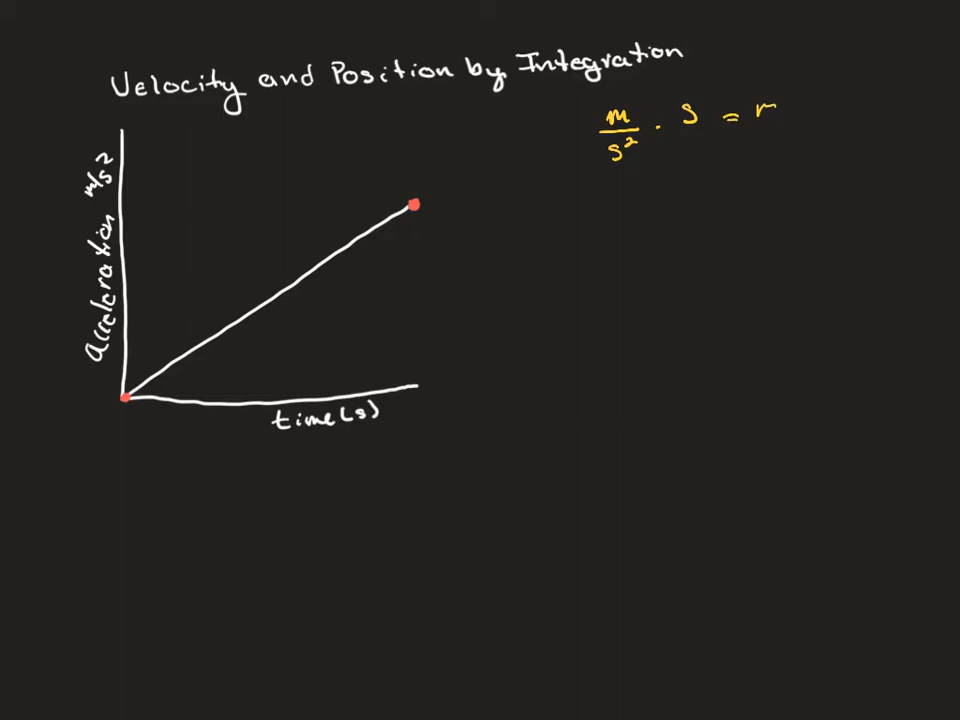 Velocity and Position by Integration
m/s² · s = r
acceleration m/s²
time(s)